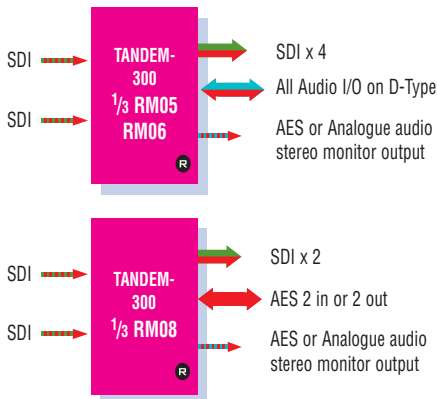 SDI
SDI
TANDEM-
300
1/3 RM05
RM06
R
SDI x 4
All Audio I/O on D-Type
AES or Analogue audio
stereo monitor output
SDI
SDI
TANDEM-
300
1/3 RM08
R
SDI x 2
AES 2 in or 2 out
AES or Analogue audio
stereo monitor output